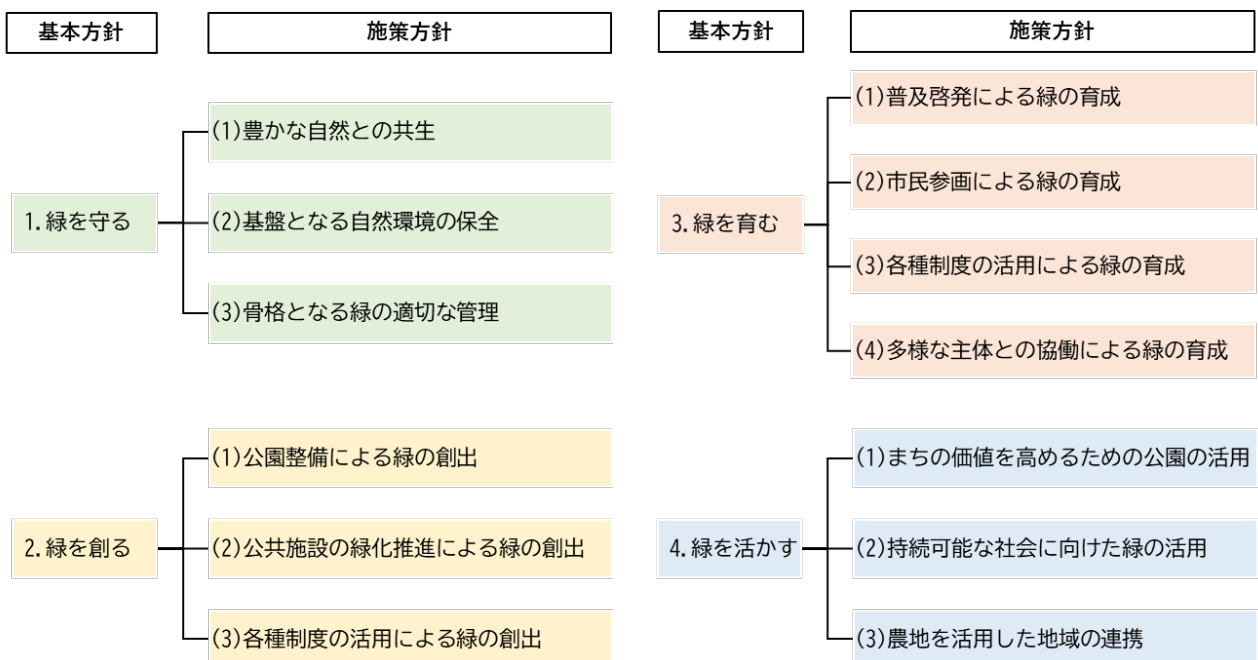 基本方針
施策方針
1.緑を守る
(1)豊かな自然との共生
(2)基盤となる自然環境の保全
(3)骨格となる緑の適切な管理
2.緑を創る
(1)公園整備による緑の創出
(2)公共施設の緑化推進による緑の創出
(3)各種制度の活用による緑の創出
基本方針
施策方針
3.緑を育む
(1)普及啓発による緑の育成
(2)市民参画による緑の育成
(3)各種制度の活用による緑の育成
(4)多様な主体との協働による緑の育成
4.緑を活かす
(1)まちの価値を高めるための公園の活用
(2)持続可能な社会に向けた緑の活用
(3)農地を活用した地域の連携